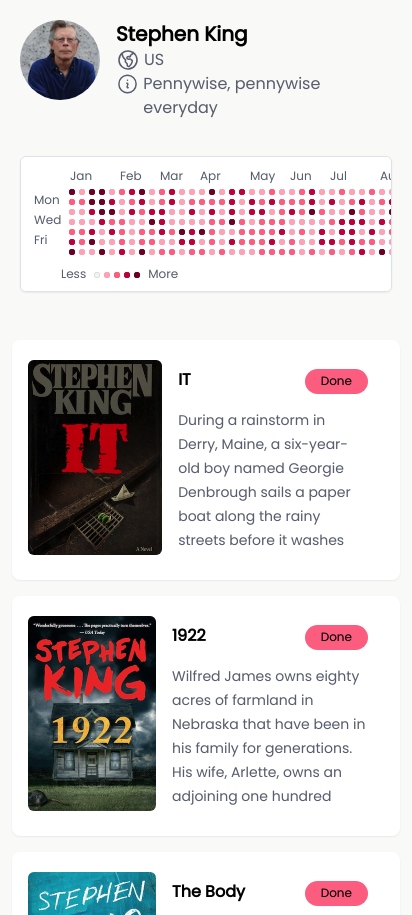 Stephen King
US
Pennywise, pennywise
everyday
Jan Feb Mar Apr May Jun Jul Au
Mon
Wed
Fri
Less More
STEPHEN
KING
IT
A Novel
IT
Done
During a rainstorm in
Derry, Maine, a six-year-
old boy named Georgie
Denbrough sails a paper
boat along the rainy
streets before it washes
"Wonderfully gruesome. . . . The pages practically turn themselves."
— USA Today
STEPHEN
KING
1922
1922
Done
Wilfred James owns eighty
acres of farmland in
Nebraska that have been in
his family for generations.
His wife, Arlette, owns an
adjoining one hundred
STEPHEN
The Body
Done